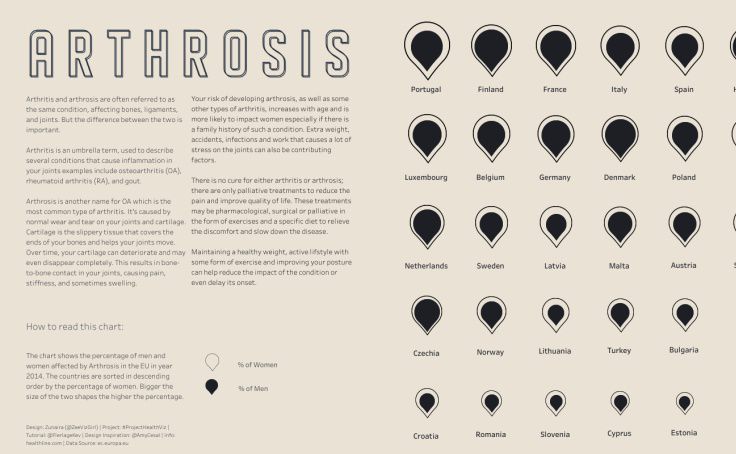 ARTHROSIS
Arthritis and arthrosis are often referred to as
the same condition, affecting bones, ligaments,
and joints. But the difference between the two is
important.
Arthritis is an umbrella term, used to describe
several conditions that cause inflammation in
your joints examples include osteoarthritis (OA),
rheumatoid arthritis (RA), and gout.
Arthrosis is another name for OA which is the
most common type of arthritis. It's caused by
normal wear and tear on your joints and cartilage.
Cartilage is the slippery tissue that covers the
ends of your bones and helps your joints move.
Over time, your cartilage can deteriorate and may
even disappear completely. This results in bone-
to-bone contact in your joints, causing pain,
stiffness, and sometimes swelling.
Your risk of developing arthrosis, as well as some
other types of arthritis, increases with age and is
more likely to impact women especially if there is
a family history of such a condition. Extra weight,
accidents, infections and work that causes a lot of
stress on the joints can also be contributing
factors.
There is no cure for either arthritis or arthrosis;
there are only palliative treatments to reduce the
pain and improve quality of life. These treatments
may be pharmacological, surgical or palliative in
the form of exercises and a specific diet to relieve
the discomfort and slow down the disease.
Maintaining a healthy weight, active lifstyle with
some form of exercise and improving your posture
can help reduce the impact of the condition or
even delay its onset.
How to read this chart:
The chart shows the percentage of men and
women affected by Arthrosis in the EU in year
2014. The countries are sorted in descending
order by the percentage of women. Bigger the
size of the two shapes the higher the percentage.
% of Women
% of Men
Design: Zunaira (@ZeeVizGirl) | Project: #ProjectHealthViz |
Tutorial: @FlerlageKev | Design Inspiration: @AmyCesal | info:
healthline.com | Data Source: ec.europa.eu
Portugal Finland France Italy Spain
Luxembourg Belgium Germany Denmark Poland
Netherlands Sweden Latvia Malta Austria
Czechia Norway Lithuania Turkey Bulgaria
Croatia Romania Slovenia Cyprus Estonia